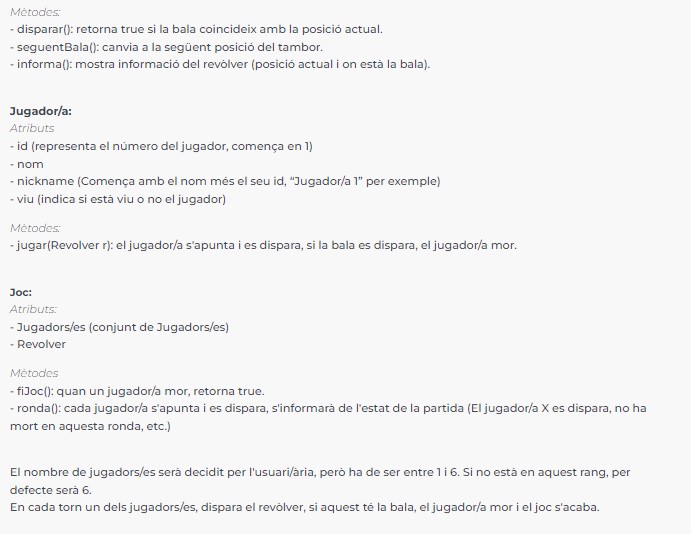 Mètodes:
- disparar(): retorna true si la bala coincideix amb la posició actual.
- seguentBala(): canvia a la següent posició del tambor.
- informa(): mostra informació del revòlver (posició actual i on està la bala).
Jugador/a:
Atributs
- id (representa el número del jugador, comença en 1)
- nom
- nickname (Comença amb el nom més el seu id, “Jugador/a 1” per exemple)
- viu (indica si està viu o no el jugador)
Mètodes:
- jugar(Revolver r): el jugador/a s'apunta i es dispara, si la bala es dispara, el jugador/a mor.
Joc:
Atributs:
- Jugadors/es (conjunt de Jugadors/es)
- Revolver
Mètodes
- fiJoc(): quan un jugador/a mor, retorna true.
- ronda(): cada jugador/a s'apunta i es dispara, s'informarà de l'estat de la partida (El jugador/a X es dispara, no ha
mort en aquesta ronda, etc.)
El nombre de jugadors/es serà decidit per l'usuari/ària, però ha de ser entre 1 i 6. Si no està en aquest rang, per
defecte serà 6.
En cada torn un dels jugadors/es, dispara el revòlver, si aquest té la bala, el jugador/a mor i el joc s'acaba.